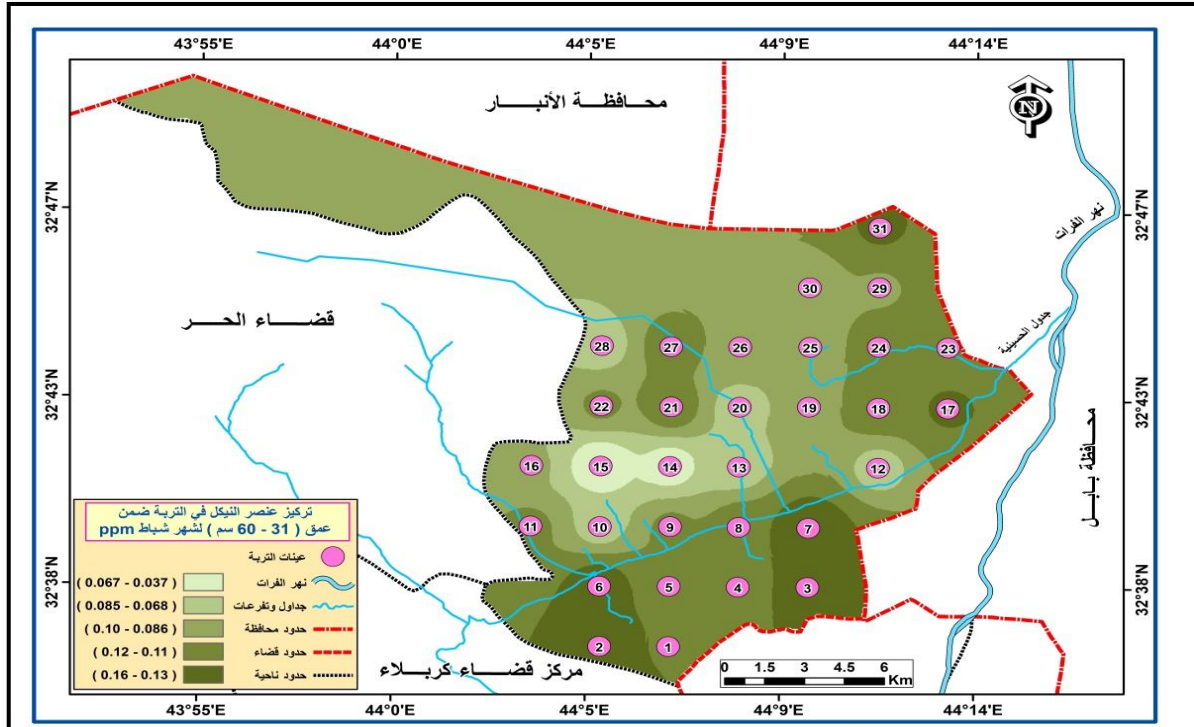 43°55'E 44°0'E 44°5'E 44°9'E 44°14'E
محافظة الأنبار
N
32°47'N 32°47'N
نهر الفرات
31
30 29
قضاء الحر
جدول الحسينية
28 27 26 25 24 23
32°43'N 32°43'N
22 21 20 19 18 17
محافظة بابل
16 15 14 13 12
11 10 9 8 7
32°38'N 32°38'N
6 5 4 3
2 1
مركز قضاء كربلاء
تركيز عنصر النيكل في التربة ضمن
عمق ( 31 - 60 سم ) لشهر شباط ppm
عينات التربة
نهر الفرات ( 0.067 - 0.037 )
جداول وتفرعات ( 0.085 - 0.068 )
حدود محافظة ( 0.10 - 0.086 )
حدود قضاء ( 0.12 - 0.11 )
حدود ناحية ( 0.16 - 0.13 )
0 1.5 3 4.5 6
Km
43°55'E 44°0'E 44°5'E 44°9'E 44°14'E